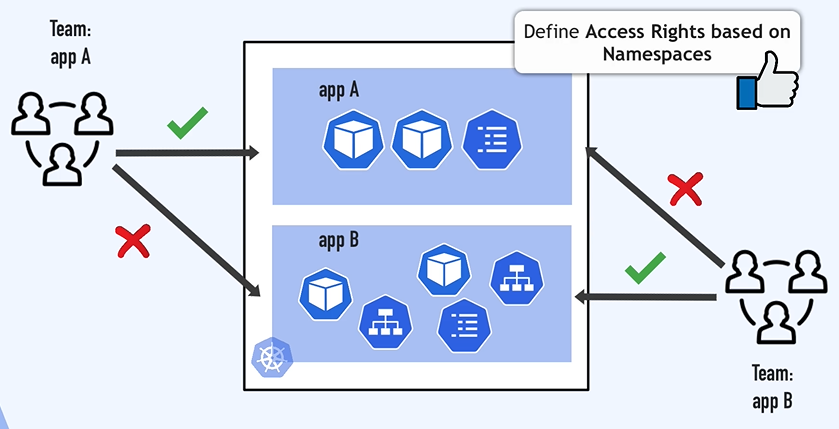 Team:
app A
Define Access Rights based on
Namespaces
app A
app B
Team:
app B